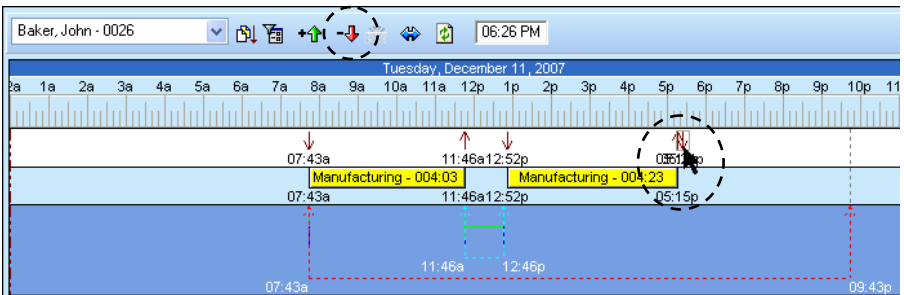 Baker, John - 0026 06:26 PM
Tuesday, December 11, 2007
1a 2a 3a 4a 5a 6a 7a 8a 9a 10a 11a 12p 1p 2p 3p 4p 5p 6p 7p 8p 9p 10p 11
07:43a 11:46a 12:52p
Manufacturing - 004:03 Manufacturing - 004:23
07:43a 11:46a 12:52p 05:15p
11:46a 12:46p
07:43a 09:43p